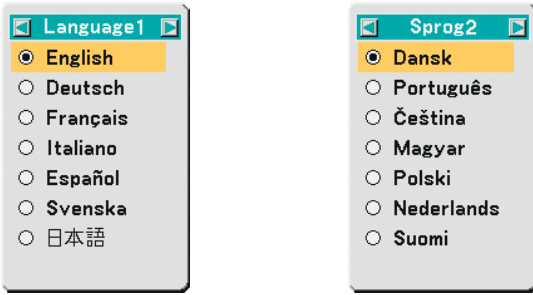 Language1
English
Deutsch
Français
Italiano
Español
Svenska
日本語
Sprog2
Dansk
Português
Čeština
Magyar
Polski
Nederlands
Suomi